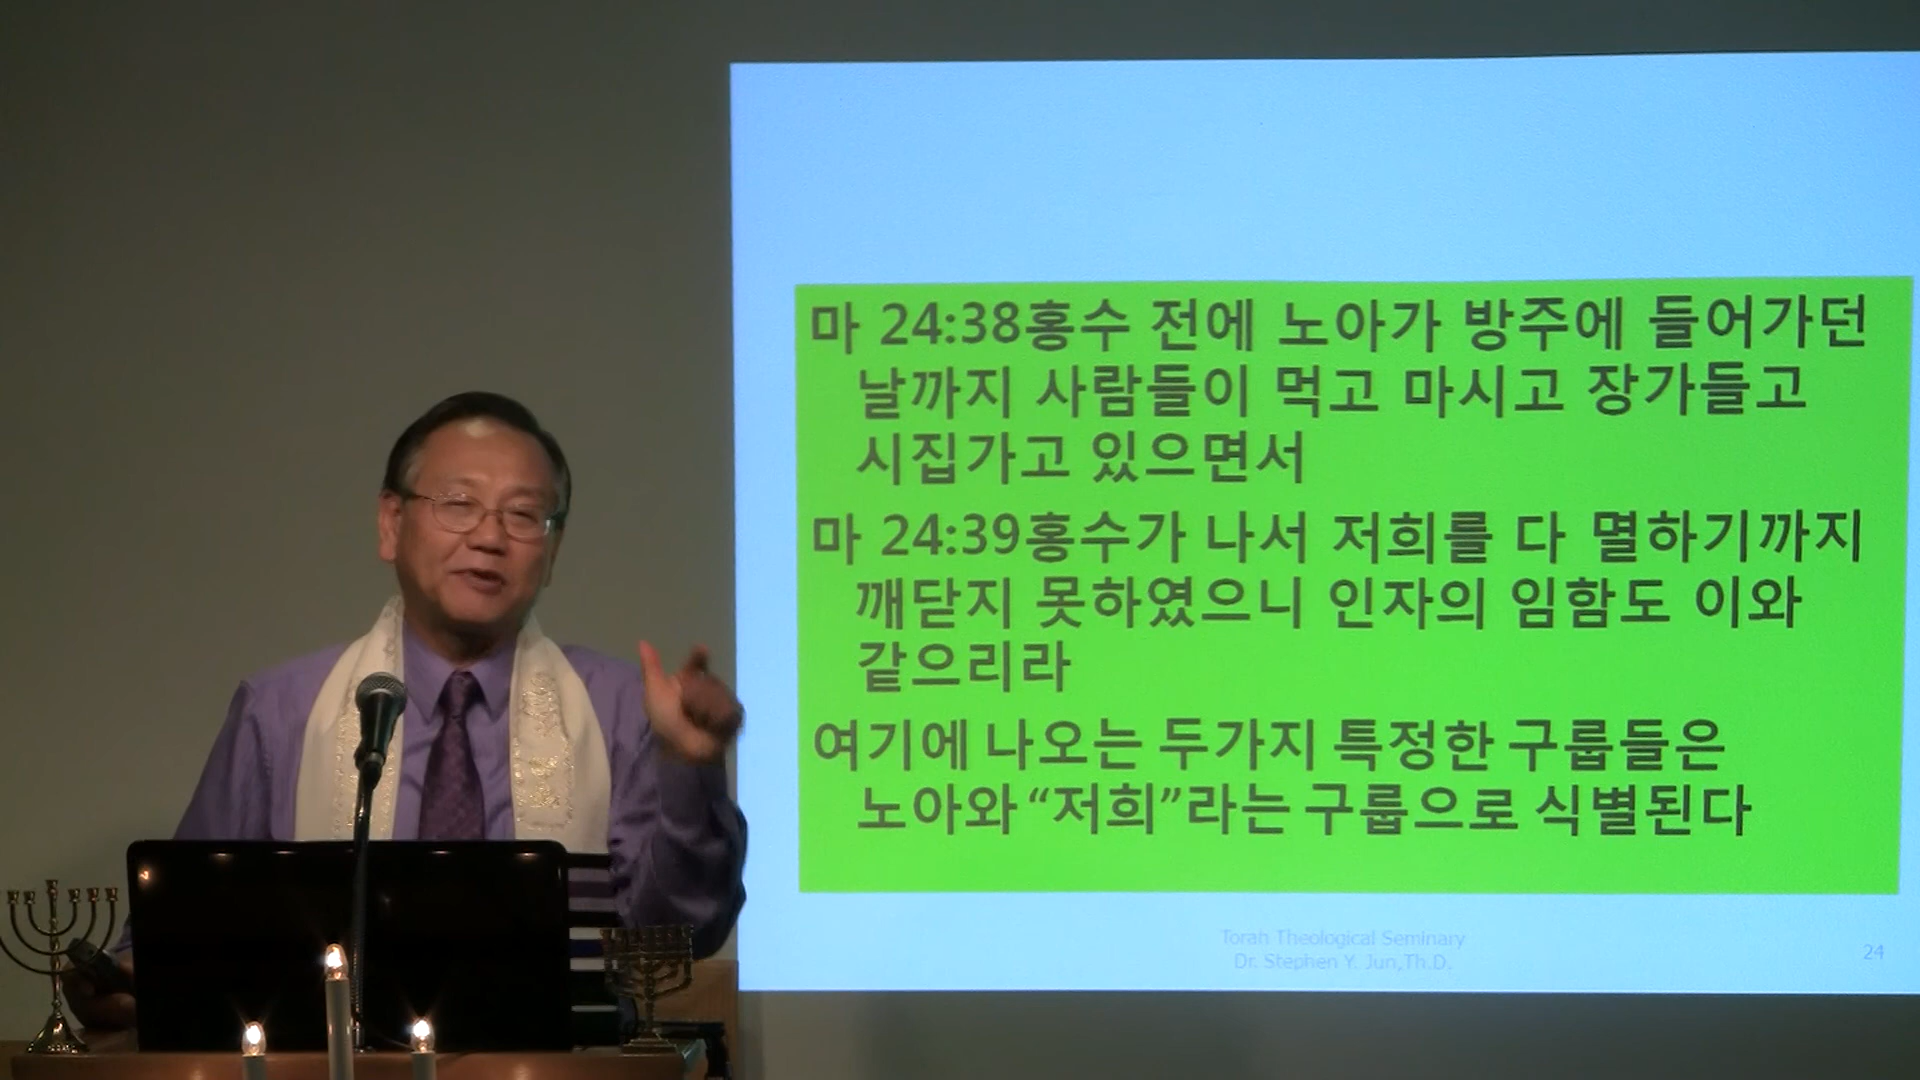 마 24:38홍수 전에 노아가 방주에 들어가던
날까지 사람들이 먹고 마시고 장가들고
시집가고 있으면서
마 24:39홍수가 나서 저희를 다 멸하기까지
깨닫지 못하였으니 인자의 임함도 이와
같으리라
여기에 나오는 두가지 특정한 구룹들은
노아와 “저희”라는 구룹으로 식별된다
Torah Theological Seminary
Dr. Stephen Y. Jun,Th.D.
24